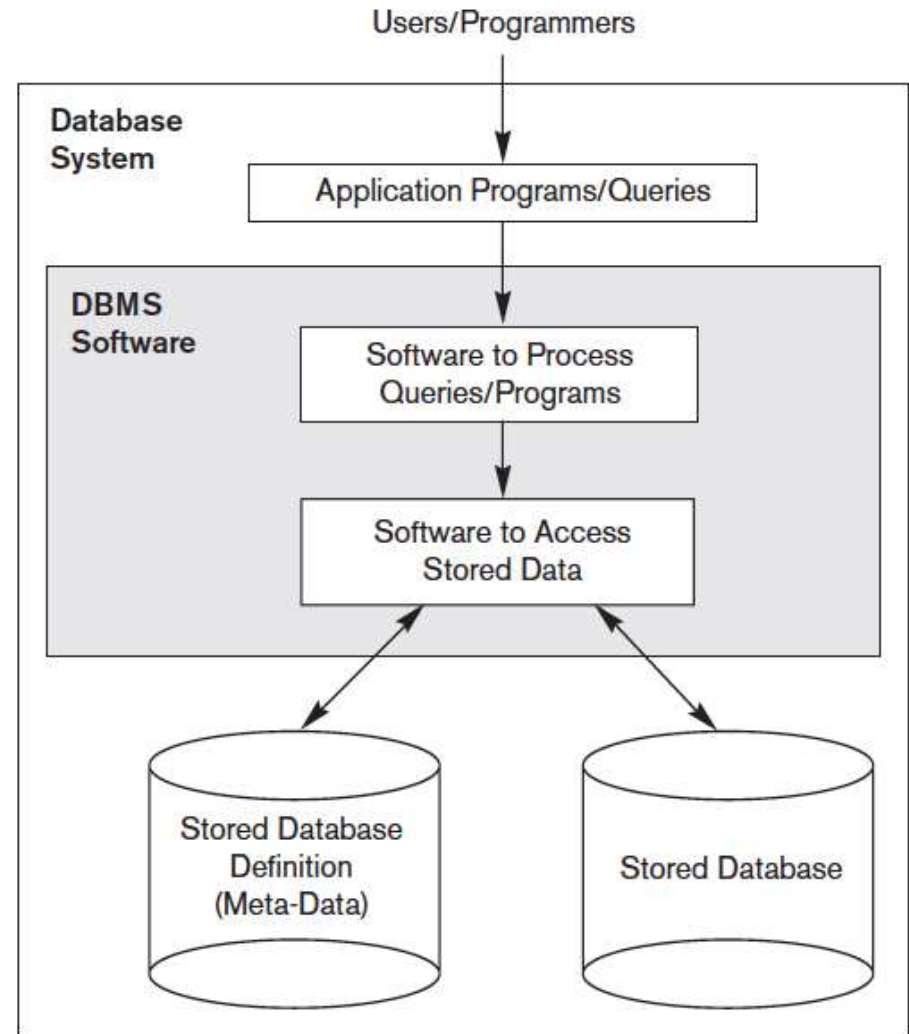 Users/Programmers
Database
System
Application Programs/Queries
DBMS
Software
Software to Process
Queries/Programs
Software to Access
Stored Data
Stored Database
Definition
(Meta-Data)
Stored Database